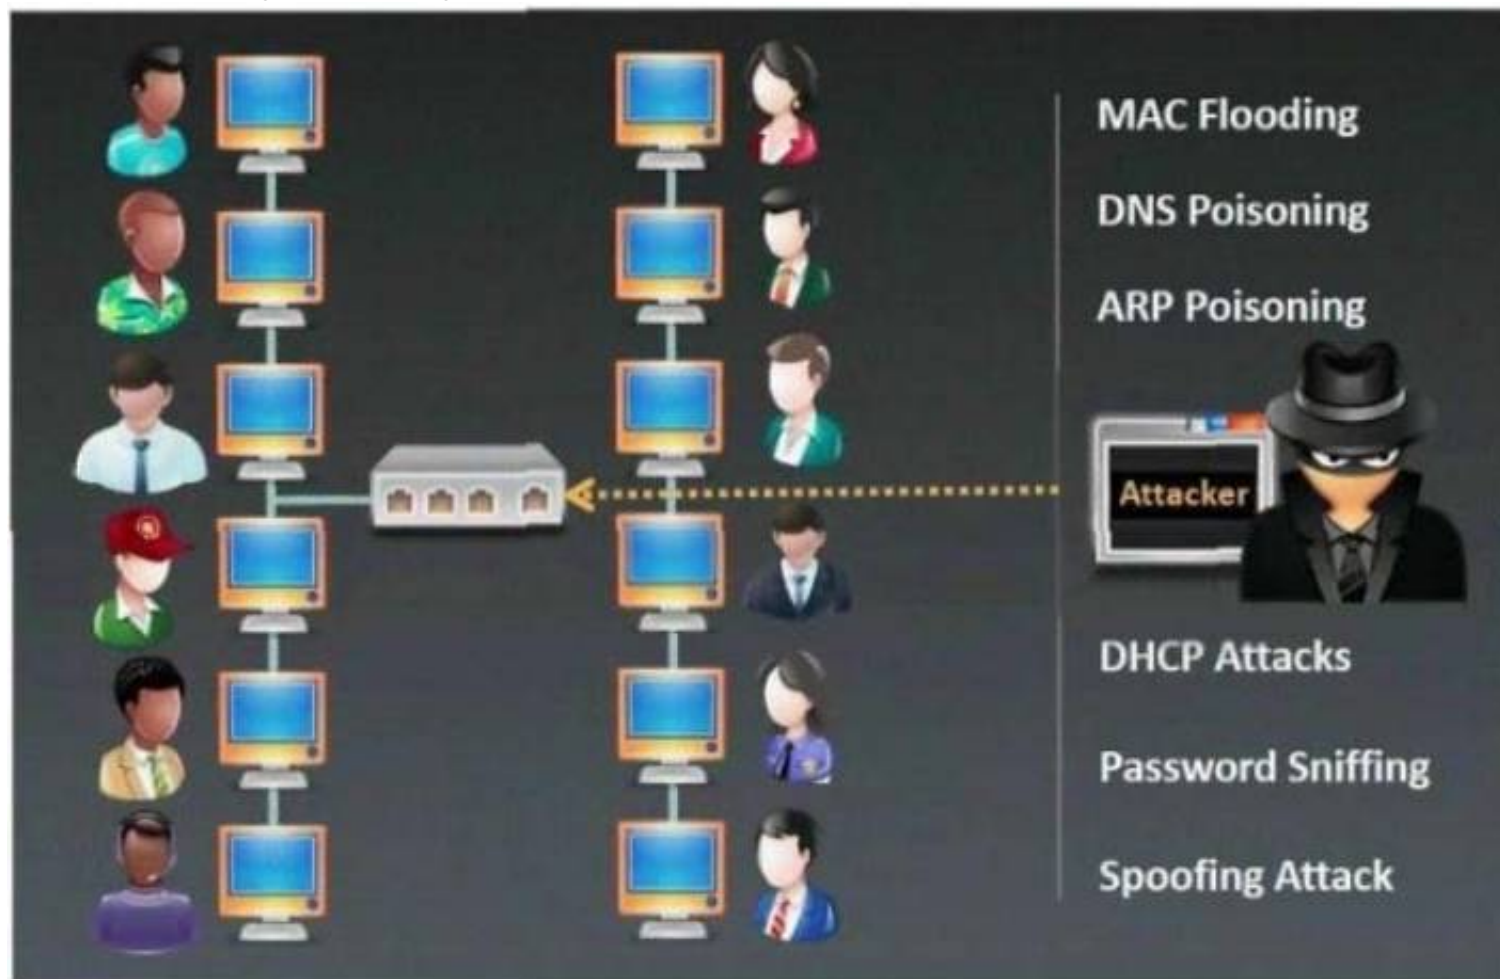 MAC Flooding
DNS Poisoning
ARP Poisoning
Attacker
DHCP Attacks
Password Sniffing
Spoofing Attack